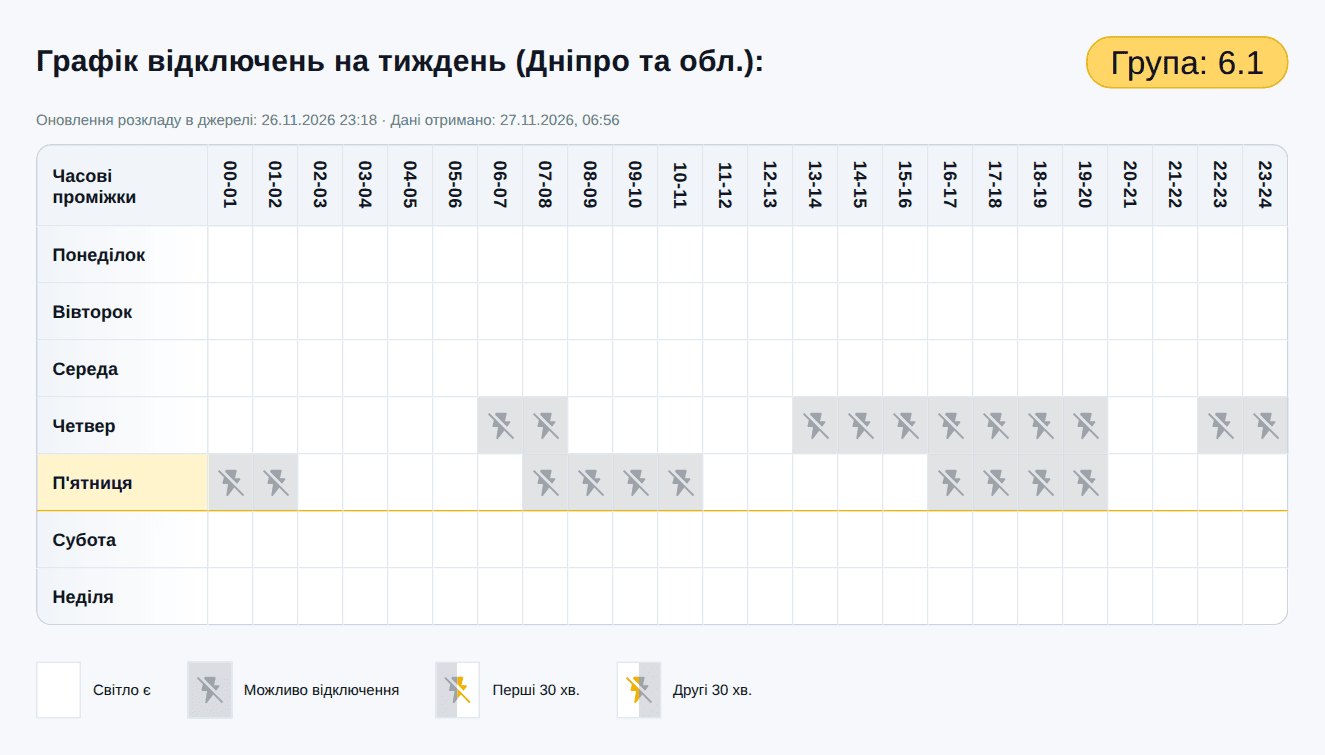 Графік відключень на тиждень (Дніпро та обл.):
Група: 6.1
Оновлення розкладу в джерелі: 26.11.2026 23:18 · Дані отримано: 27.11.2026, 06:56
Часові
проміжки
00-01
01-02
02-03
03-04
04-05
05-06
06-07
07-08
08-09
09-10
10-11
11-12
12-13
13-14
14-15
15-16
16-17
17-18
18-19
19-20
20-21
21-22
22-23
23-24
Понеділок
Вівторок
Середа
Четвер
П'ятниця
Субота
Неділя
Світло є
Можливо відключення
Перші 30 хв.
Другі 30 хв.